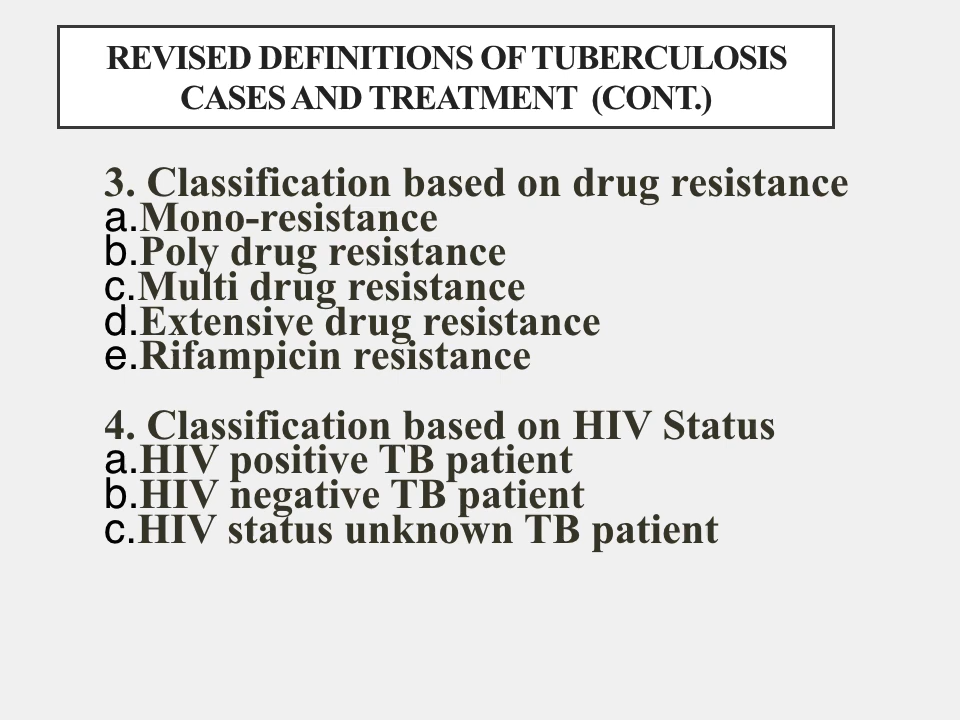 REVISED DEFINITIONS OF TUBERCULOSIS
CASES AND TREATMENT (CONT.)
3. Classification based on drug resistance
a.Mono-resistance
b.Poly drug resistance
c.Multi drug resistance
d.Extensive drug resistance
e.Rifampicin resistance
4. Classification based on HIV Status
a.HIV positive TB patient
b.HIV negative TB patient
c.HIV status unknown TB patient